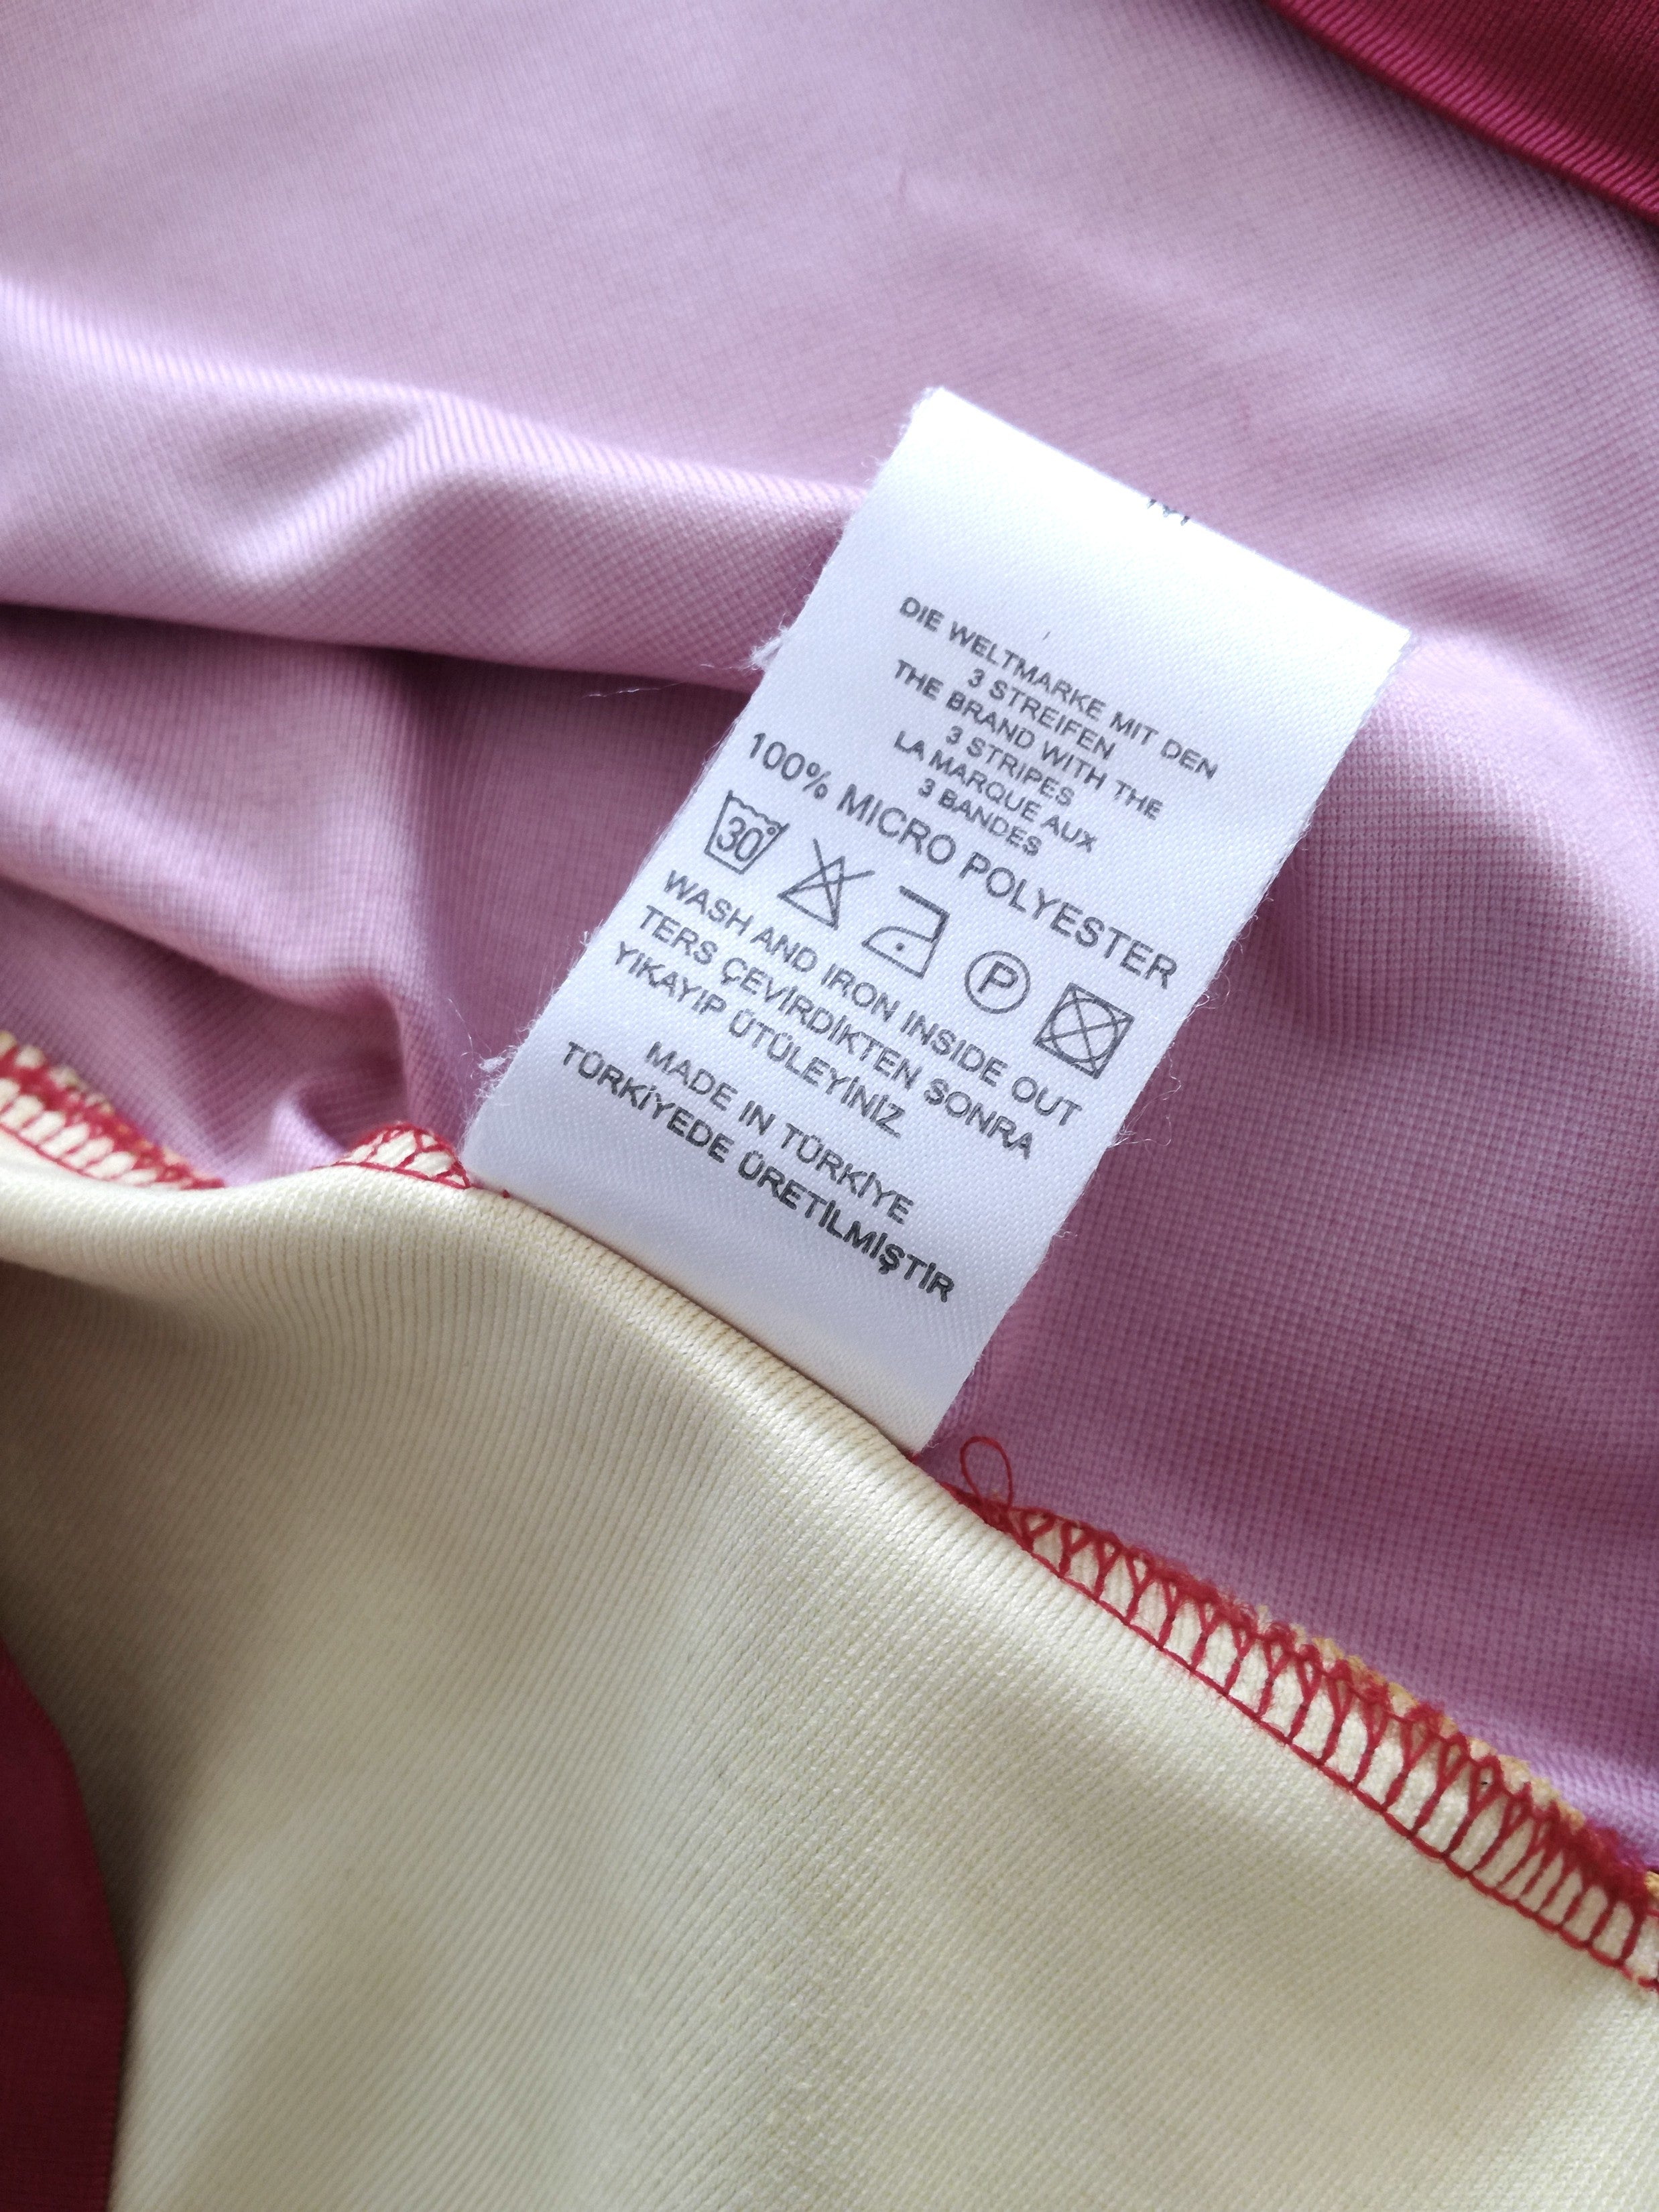 M
DIE WELTMARKE MIT DEN
3 STREIFEN
THE BRAND WITH THE
3 STRIPES
LA MARQUE AUX
3 BANDES
100% MICRO POLYESTER
30°
P
WASH AND IRON INSIDE OUT
TERS ÇEVİRDİKTEN SONRA
YIKAYIP ÜTÜLEYİNİZ
MADE IN TÜRKİYE
TÜRKİYEDE ÜRETİLMİŞTİR